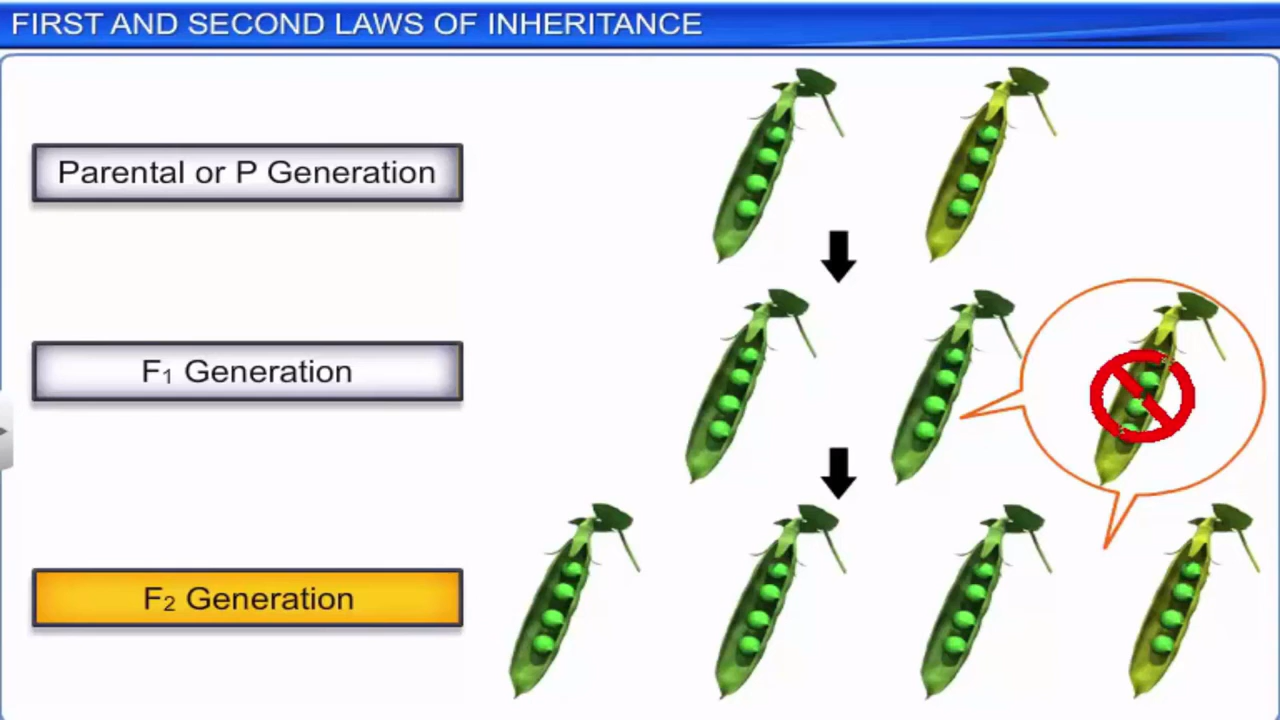 FIRST AND SECOND LAWS OF INHERITANCE
Parental or P Generation
F₁ Generation
F₂ Generation